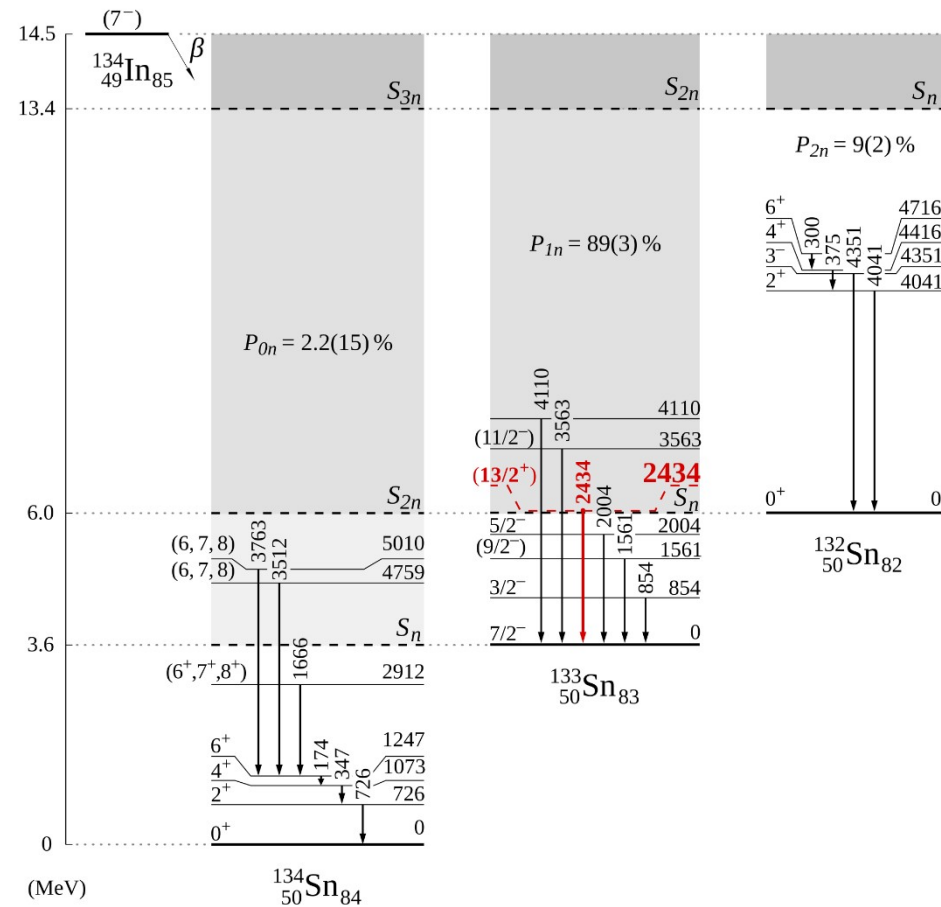 14.5
(7⁻)
β
¹³⁴₄₉In₈₅
13.4
S₃ₙ
S₂ₙ
Sₙ
P₂ₙ = 9(2) %
P₁ₙ = 89(3) %
P₀ₙ = 2.2(15) %
6⁺ 300 4716
4⁺ 375 4416
3⁻ 4351 4351
2⁺ 4041 4041
0⁺ 0
¹³²₅₀Sn₈₂
4110 4110
(11/2⁻) 3563 3563
(13/2⁺) 2434 2434
Sₙ
5/2⁻ 2004 2004
(9/2⁻) 1561 1561
3/2⁻ 854 854
7/2⁻ 0
¹³³₅₀Sn₈₃
6.0
S₂ₙ
(6, 7, 8) 3763 5010
(6, 7, 8) 3512 4759
3.6
Sₙ
(6⁺,7⁺,8⁺) 1666 2912
6⁺ 174 1247
4⁺ 347 1073
2⁺ 726 726
0
0⁺ 0
¹³⁴₅₀Sn₈₄
(MeV)